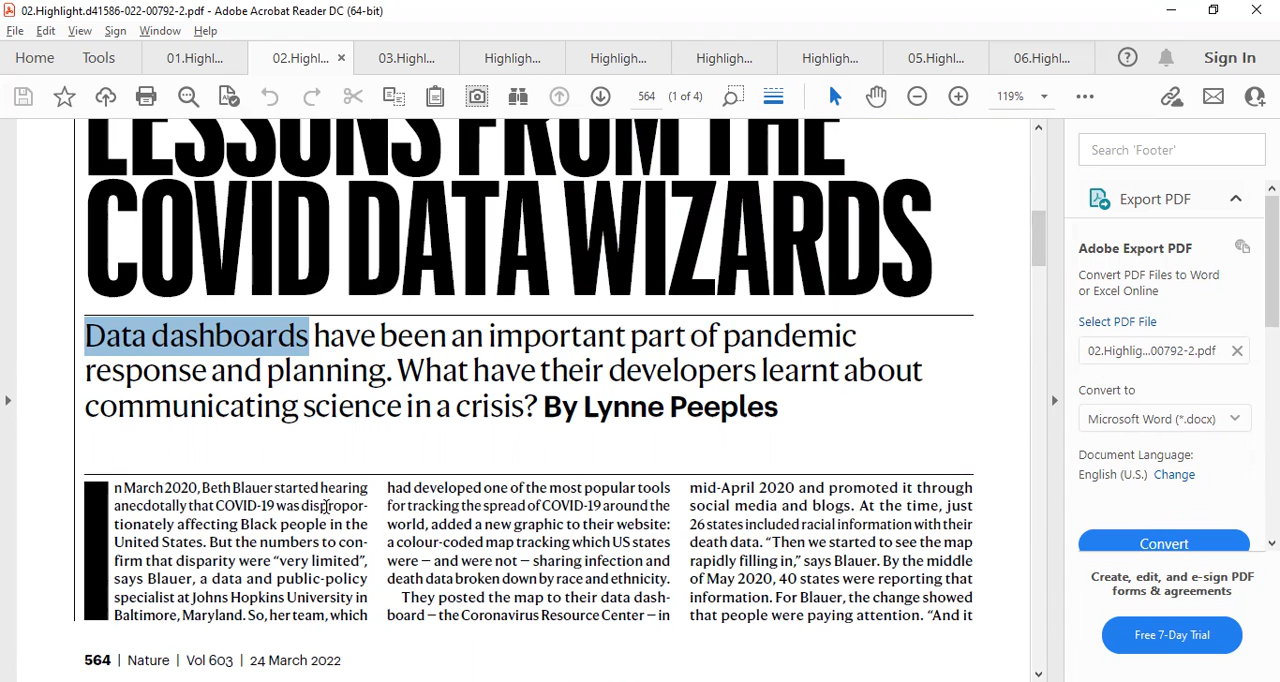 02.Highlight.d41586-022-00792-2.pdf - Adobe Acrobat Reader DC (64-bit)
File Edit View Sign Window Help
Home Tools 01.Highl... 02.Highl... 03.Highl... Highligh... Highligh... Highligh... Highligh... 05.Highl... 06.Highl... Sign In
564 (1 of 4) 119%
LESSONS FROM THE
COVID DATA WIZARDS
Data dashboards have been an important part of pandemic
response and planning. What have their developers learnt about
communicating science in a crisis? By Lynne Peeples
In March 2020, Beth Blauer started hearing
anecdotally that COVID-19 was dispropor-
tionately affecting Black people in the
United States. But the numbers to con-
firm that disparity were “very limited”,
says Blauer, a data and public-policy
specialist at Johns Hopkins University in
Baltimore, Maryland. So, her team, which
had developed one of the most popular tools
for tracking the spread of COVID-19 around the
world, added a new graphic to their website:
a colour-coded map tracking which US states
were — and were not — sharing infection and
death data broken down by race and ethnicity.
They posted the map to their data dash-
board — the Coronavirus Resource Center — in
mid-April 2020 and promoted it through
social media and blogs. At the time, just
26 states included racial information with their
death data. “Then we started to see the map
rapidly filling in,” says Blauer. By the middle
of May 2020, 40 states were reporting that
information. For Blauer, the change showed
that people were paying attention. “And it
564 | Nature | Vol 603 | 24 March 2022
Search 'Footer'
Export PDF
Adobe Export PDF
Convert PDF Files to Word
or Excel Online
Select PDF File
02.Highlig...00792-2.pdf
Convert to
Microsoft Word (*.docx)
Document Language:
English (U.S.) Change
Convert
Create, edit, and e-sign PDF
forms & agreements
Free 7-Day Trial